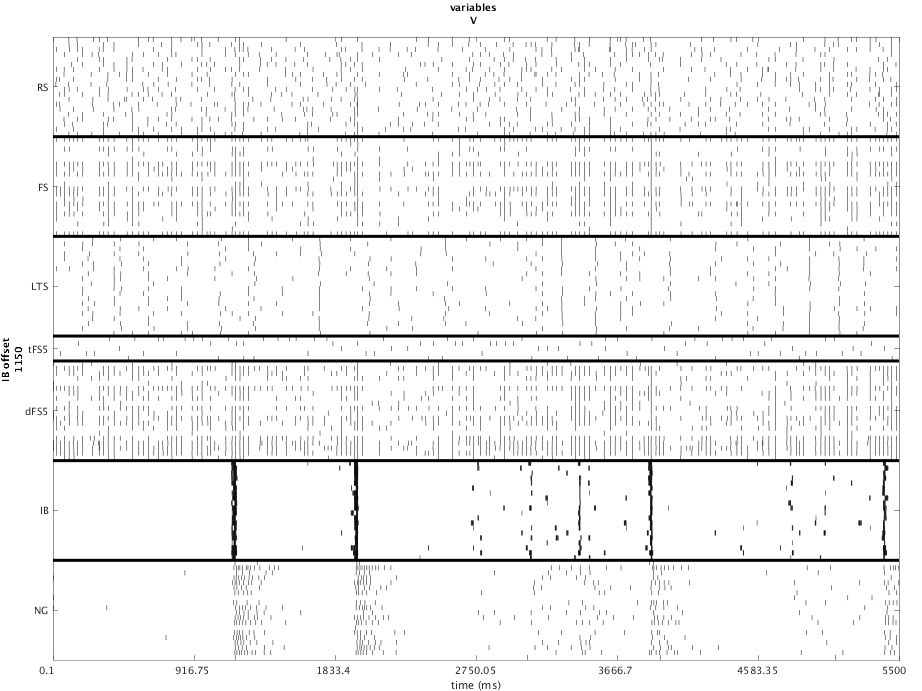 variables
V
RS
FS
LTS
tFS5
IB offset
1150
dFS5
IB
NG
0.1
916.75
1833.4
2750.05
3666.7
4583.35
5500
time (ms)